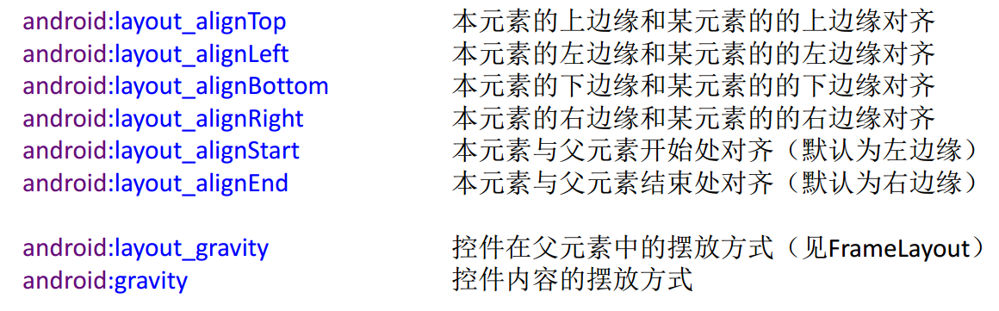 android:layout_alignTop 本元素的上边缘和某元素的的上边缘对齐
android:layout_alignLeft 本元素的左边缘和某元素的的左边缘对齐
android:layout_alignBottom 本元素的下边缘和某元素的的下边缘对齐
android:layout_alignRight 本元素的右边缘和某元素的的右边缘对齐
android:layout_alignStart 本元素与父元素开始处对齐（默认为左边缘）
android:layout_alignEnd 本元素与父元素结束处对齐（默认为右边缘）
android:layout_gravity 控件在父元素中的摆放方式（见FrameLayout）
android:gravity 控件内容的摆放方式